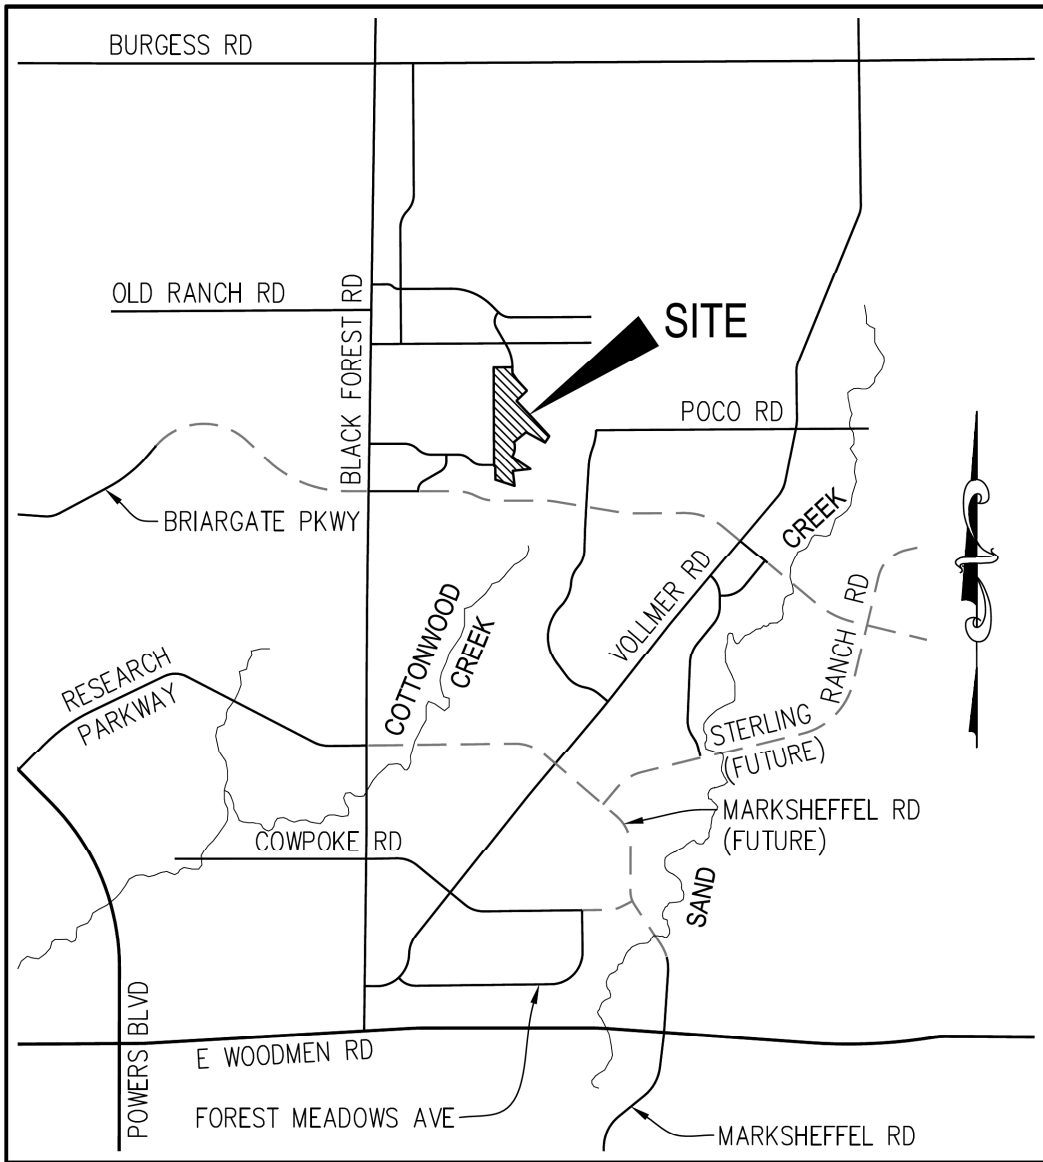 BURGESS RD
OLD RANCH RD
BLACK FOREST RD
SITE
POCO RD
BRIARGATE PKWY
CREEK
VOLLMER RD
COTTONWOOD
CREEK
RANCH RD
RESEARCH
PARKWAY
STERLING
(FUTURE)
MARKSHEFFEL RD
(FUTURE)
COWPOKE RD
SAND
POWERS BLVD
E WOODMEN RD
FOREST MEADOWS AVE
MARKSHEFFEL RD